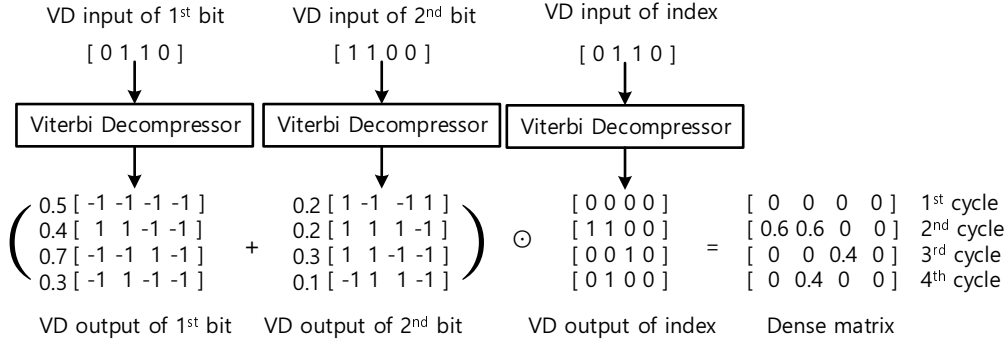 VD input of 1st bit VD input of 2nd bit VD input of index
[ 0 1 1 0 ] [ 1 1 0 0 ] [ 0 1 1 0 ]
Viterbi Decompressor Viterbi Decompressor Viterbi Decompressor
( 0.5 [ -1 -1 -1 -1 ] 0.2 [ 1 -1 -1 1 ] [ 0 0 0 0 ] [ 0 0 0 0 ] 1st cycle
0.4 [ 1 1 -1 -1 ] 0.2 [ 1 1 1 -1 ] [ 1 1 0 0 ] [ 0.6 0.6 0 0 ] 2nd cycle
+ ) ⊙ =
0.7 [ -1 -1 1 -1 ] 0.3 [ 1 1 -1 -1 ] [ 0 0 1 0 ] [ 0 0 0.4 0 ] 3rd cycle
0.3 [ -1 1 -1 -1 ] 0.1 [ -1 1 1 -1 ] [ 0 1 0 0 ] [ 0 0.4 0 0 ] 4th cycle
VD output of 1st bit VD output of 2nd bit VD output of index Dense matrix